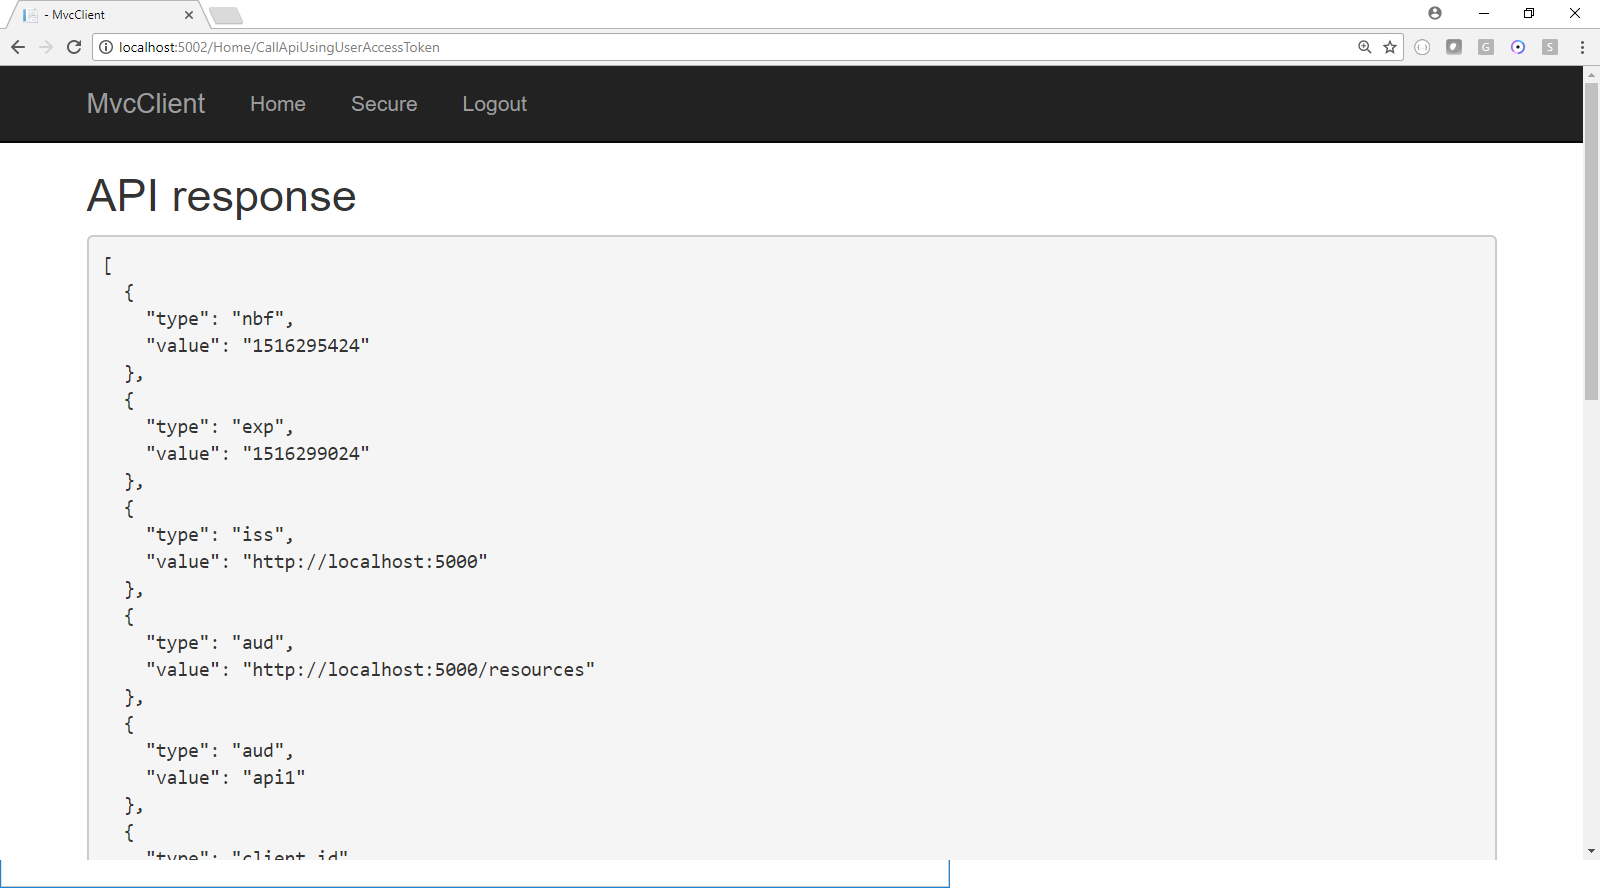 - MvcClient
localhost:5002/Home/CallApiUsingUserAccessToken
G
S
MvcClient Home Secure Logout
API response
[
{
"type": "nbf",
"value": "1516295424"
},
{
"type": "exp",
"value": "1516299024"
},
{
"type": "iss",
"value": "http://localhost:5000"
},
{
"type": "aud",
"value": "http://localhost:5000/resources"
},
{
"type": "aud",
"value": "api1"
},
{
"type": "client_id"